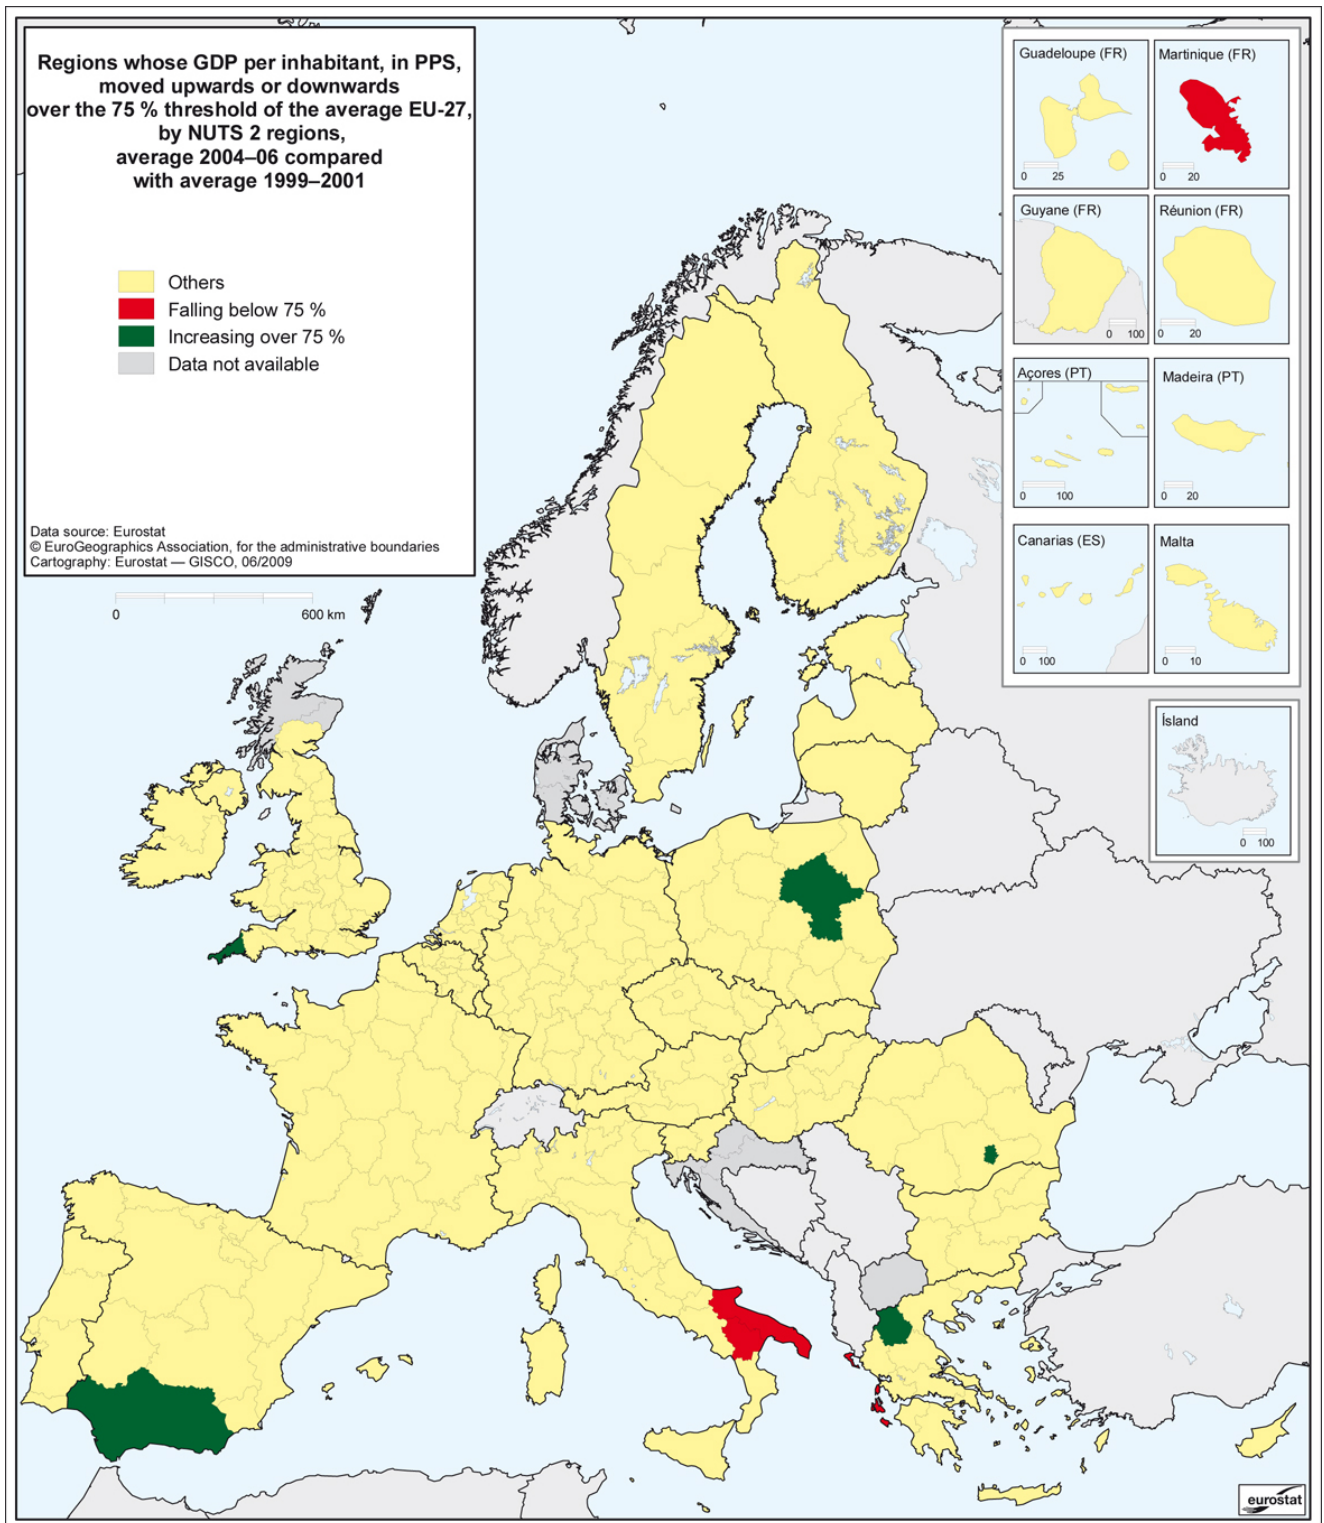 Regions whose GDP per inhabitant, in PPS,
moved upwards or downwards
over the 75 % threshold of the average EU-27,
by NUTS 2 regions,
average 2004–06 compared
with average 1999–2001
Others
Falling below 75 %
Increasing over 75 %
Data not available
Data source: Eurostat
© EuroGeographics Association, for the administrative boundaries
Cartography: Eurostat — GISCO, 06/2009
0 600 km
Guadeloupe (FR)
0 25
Martinique (FR)
0 20
Guyane (FR)
0 100
Réunion (FR)
0 20
Açores (PT)
0 100
Madeira (PT)
0 20
Canarias (ES)
0 100
Malta
0 10
Ísland
0 100
eurostat